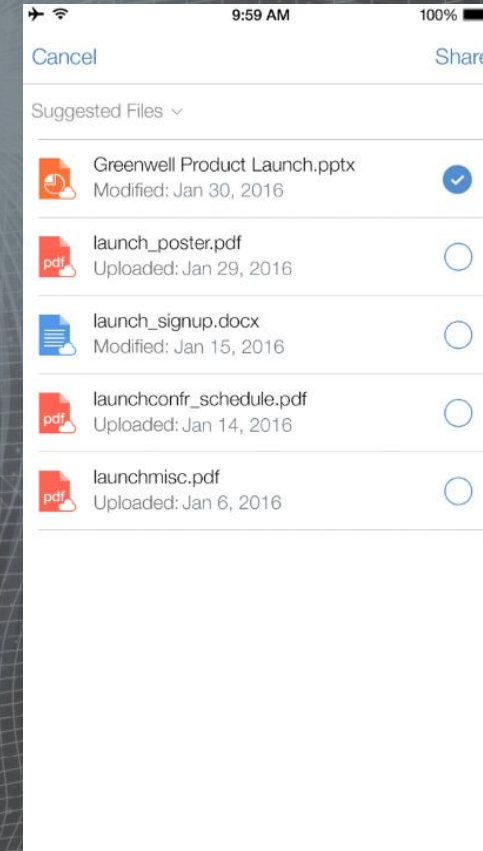 9:59 AM
100%
Cancel
Share
Suggested Files
Greenwell Product Launch.pptx
Modified: Jan 30, 2016
pdf
launch_poster.pdf
Uploaded: Jan 29, 2016
launch_signup.docx
Modified: Jan 15, 2016
pdf
launchconfr_schedule.pdf
Uploaded: Jan 14, 2016
pdf
launchmisc.pdf
Uploaded: Jan 6, 2016